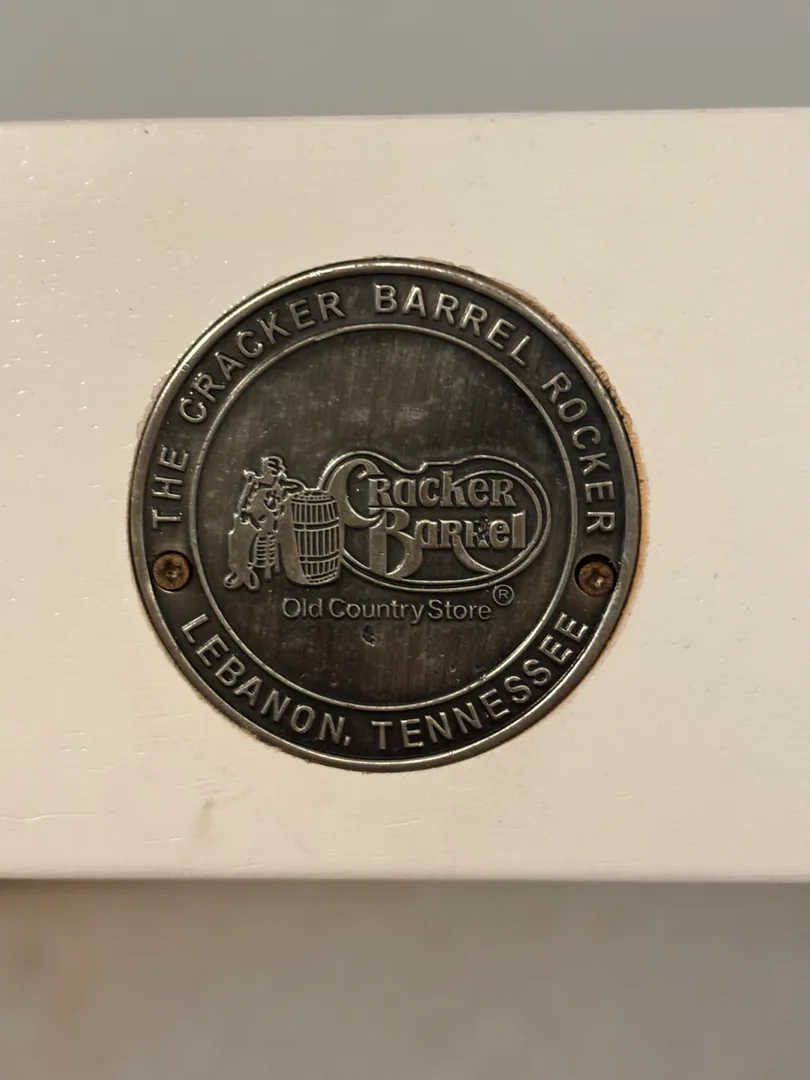 THE CRACKER BARREL ROCKER
Cracker
Barrel
Old Country Store®
LEBANON, TENNESSEE